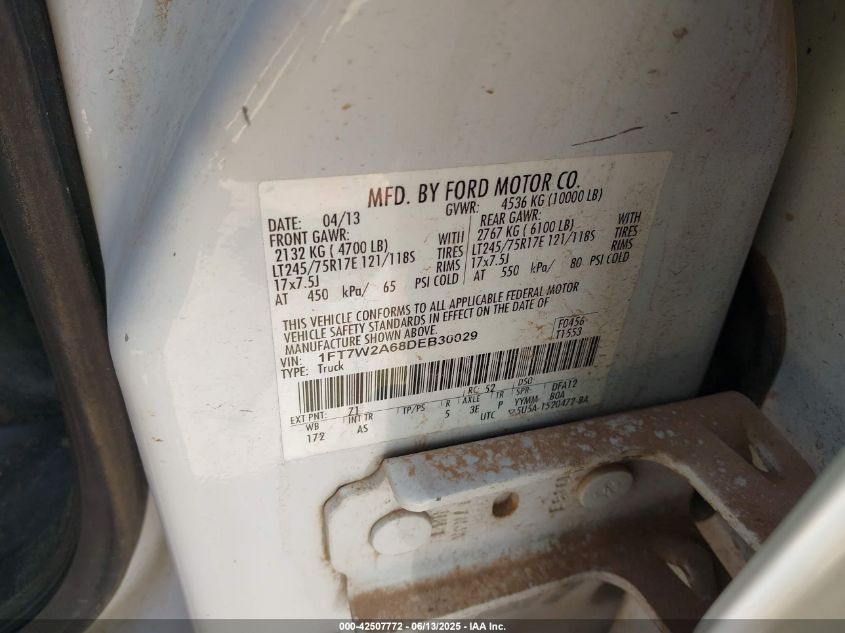 MFD. BY FORD MOTOR CO.
DATE: 04/13 GVWR: 4536 KG (10000 LB)
FRONT GAWR: REAR GAWR:
2132 KG ( 4700 LB) WITH 2767 KG ( 6100 LB) WITH
LT245/75R17E 121/118S TIRES LT245/75R17E 121/118S TIRES
17x7.5J RIMS 17x7.5J RIMS
AT 450 kPa/ 65 PSI COLD AT 550 kPa/ 80 PSI COLD
THIS VEHICLE CONFORMS TO ALL APPLICABLE FEDERAL MOTOR
VEHICLE SAFETY STANDARDS IN EFFECT ON THE DATE OF
MANUFACTURE SHOWN ABOVE.
VIN: 1FT7W2A68DEB30029 F0456
TYPE: Truck T1553
RC: 52 DSO:
EXT PNT: Z1
WB INT TR TP/PS R AXLE TR SPR DFA12
172 AS 5 3E P YYMM BOA
UTC 5U5A-1520472-BA
000-42507772 - 06/13/2025 - IAA Inc.